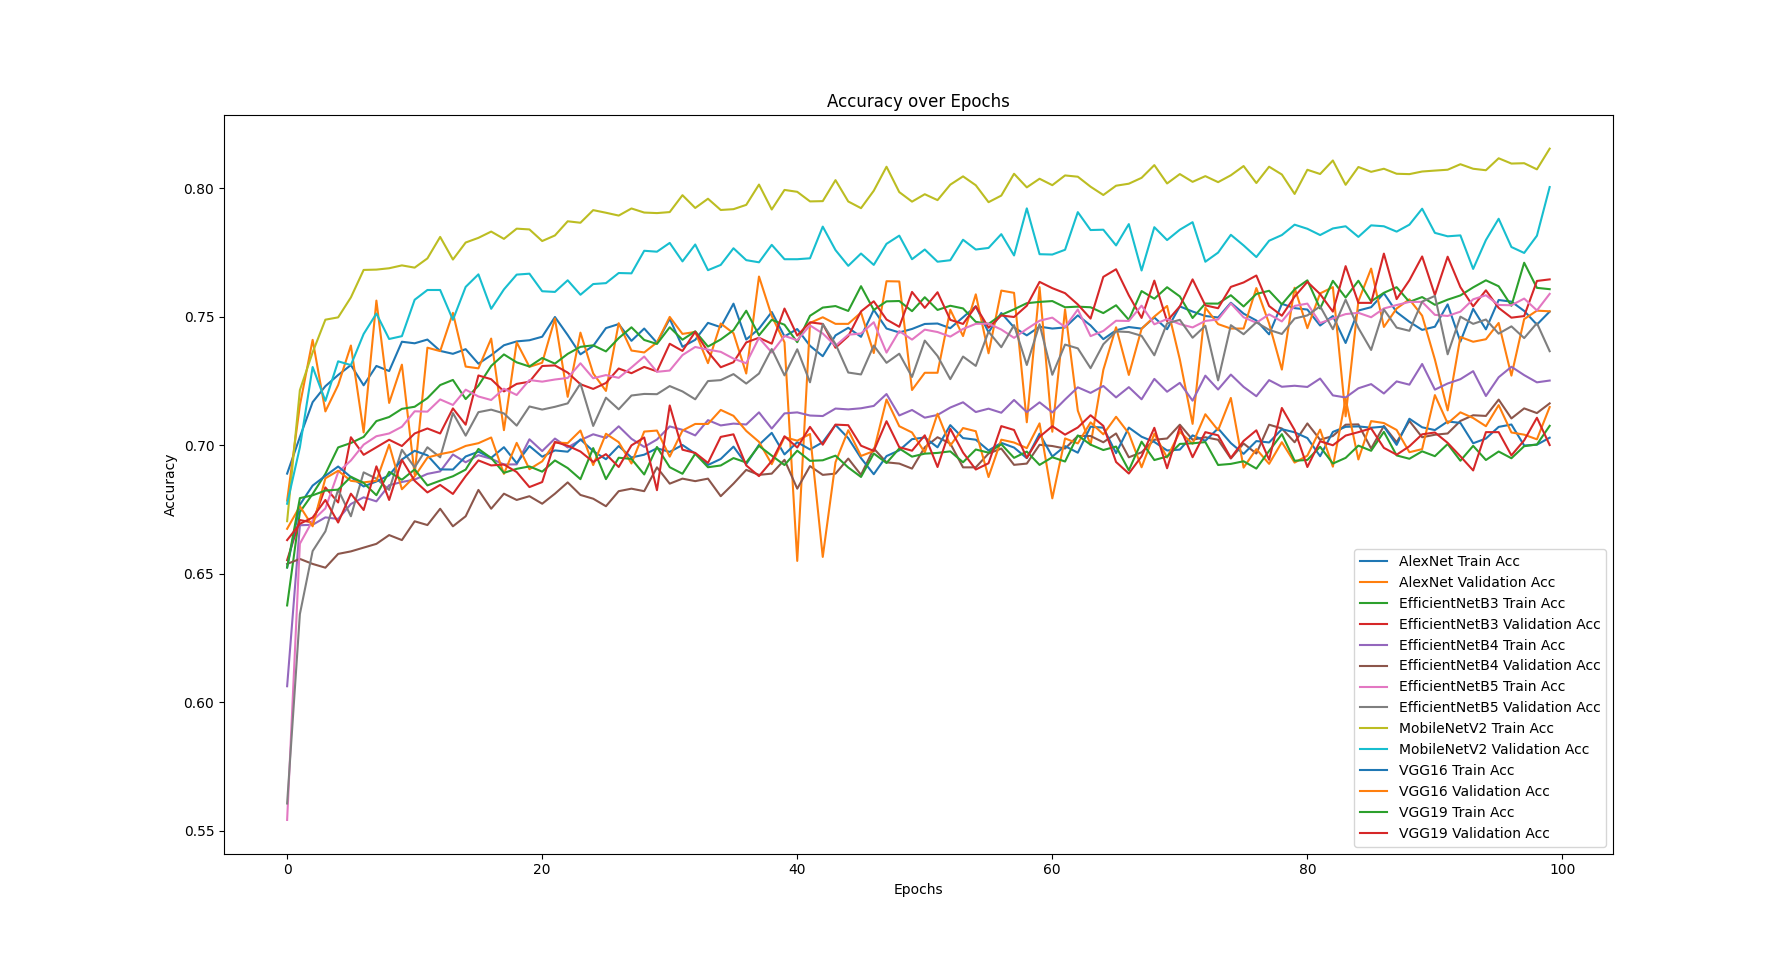 Accuracy over Epochs
0.80
0.75
0.70
0.65
0.60
0.55
Accuracy
0
20
40
60
80
100
Epochs
AlexNet Train Acc
AlexNet Validation Acc
EfficientNetB3 Train Acc
EfficientNetB3 Validation Acc
EfficientNetB4 Train Acc
EfficientNetB4 Validation Acc
EfficientNetB5 Train Acc
EfficientNetB5 Validation Acc
MobileNetV2 Train Acc
MobileNetV2 Validation Acc
VGG16 Train Acc
VGG16 Validation Acc
VGG19 Train Acc
VGG19 Validation Acc